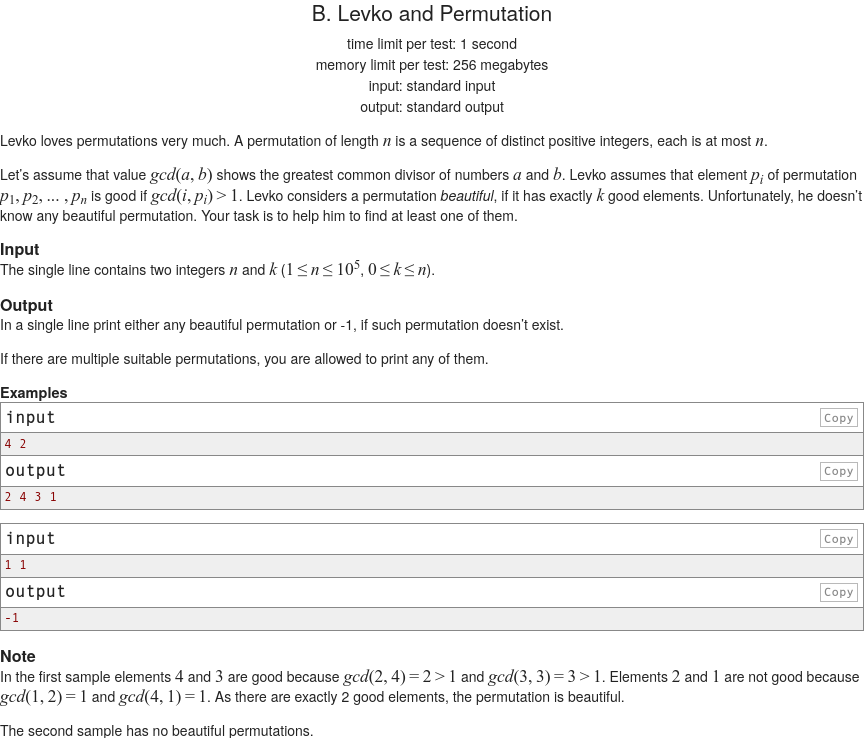 B. Levko and Permutation
time limit per test: 1 second
memory limit per test: 256 megabytes
input: standard input
output: standard output
Levko loves permutations very much. A permutation of length n is a sequence of distinct positive integers, each is at most n.
Let's assume that value gcd(a, b) shows the greatest common divisor of numbers a and b. Levko assumes that element p_i of permutation
p_1, p_2, ... , p_n is good if gcd(i, p_i) > 1. Levko considers a permutation beautiful, if it has exactly k good elements. Unfortunately, he doesn't
know any beautiful permutation. Your task is to help him to find at least one of them.
Input
The single line contains two integers n and k (1 ≤ n ≤ 10^5, 0 ≤ k ≤ n).
Output
In a single line print either any beautiful permutation or -1, if such permutation doesn't exist.
If there are multiple suitable permutations, you are allowed to print any of them.
Examples
input Copy
4 2
output Copy
2 4 3 1
input Copy
1 1
output Copy
-1
Note
In the first sample elements 4 and 3 are good because gcd(2, 4) = 2 > 1 and gcd(3, 3) = 3 > 1. Elements 2 and 1 are not good because
gcd(1, 2) = 1 and gcd(4, 1) = 1. As there are exactly 2 good elements, the permutation is beautiful.
The second sample has no beautiful permutations.